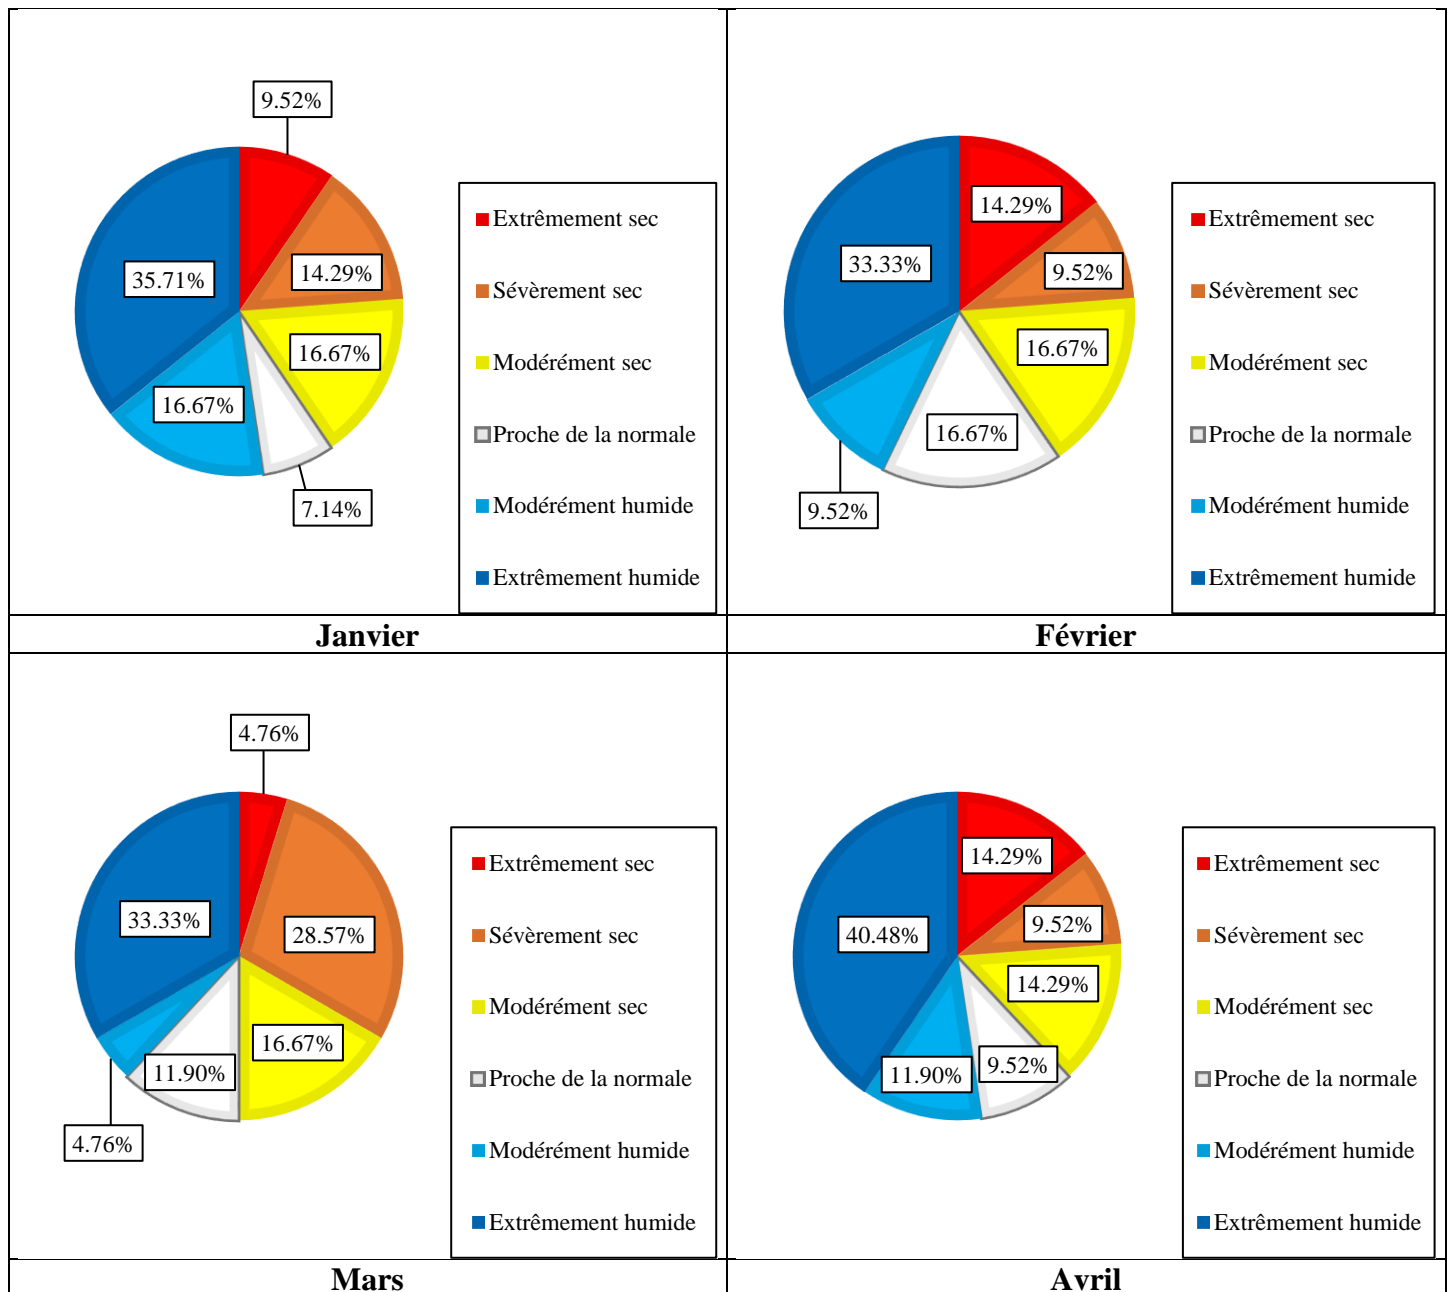 9.52%
14.29%
16.67%
7.14%
16.67%
35.71%
Extrêmement sec
Sévèrement sec
Modérément sec
Proche de la normale
Modérément humide
Extrêmement humide
Janvier
14.29%
9.52%
16.67%
16.67%
9.52%
33.33%
Extrêmement sec
Sévèrement sec
Modérément sec
Proche de la normale
Modérément humide
Extrêmement humide
Février
4.76%
28.57%
16.67%
11.90%
4.76%
33.33%
Extrêmement sec
Sévèrement sec
Modérément sec
Proche de la normale
Modérément humide
Extrêmement humide
Mars
14.29%
9.52%
14.29%
9.52%
11.90%
40.48%
Extrêmement sec
Sévèrement sec
Modérément sec
Proche de la normale
Modérément humide
Extrêmement humide
Avril